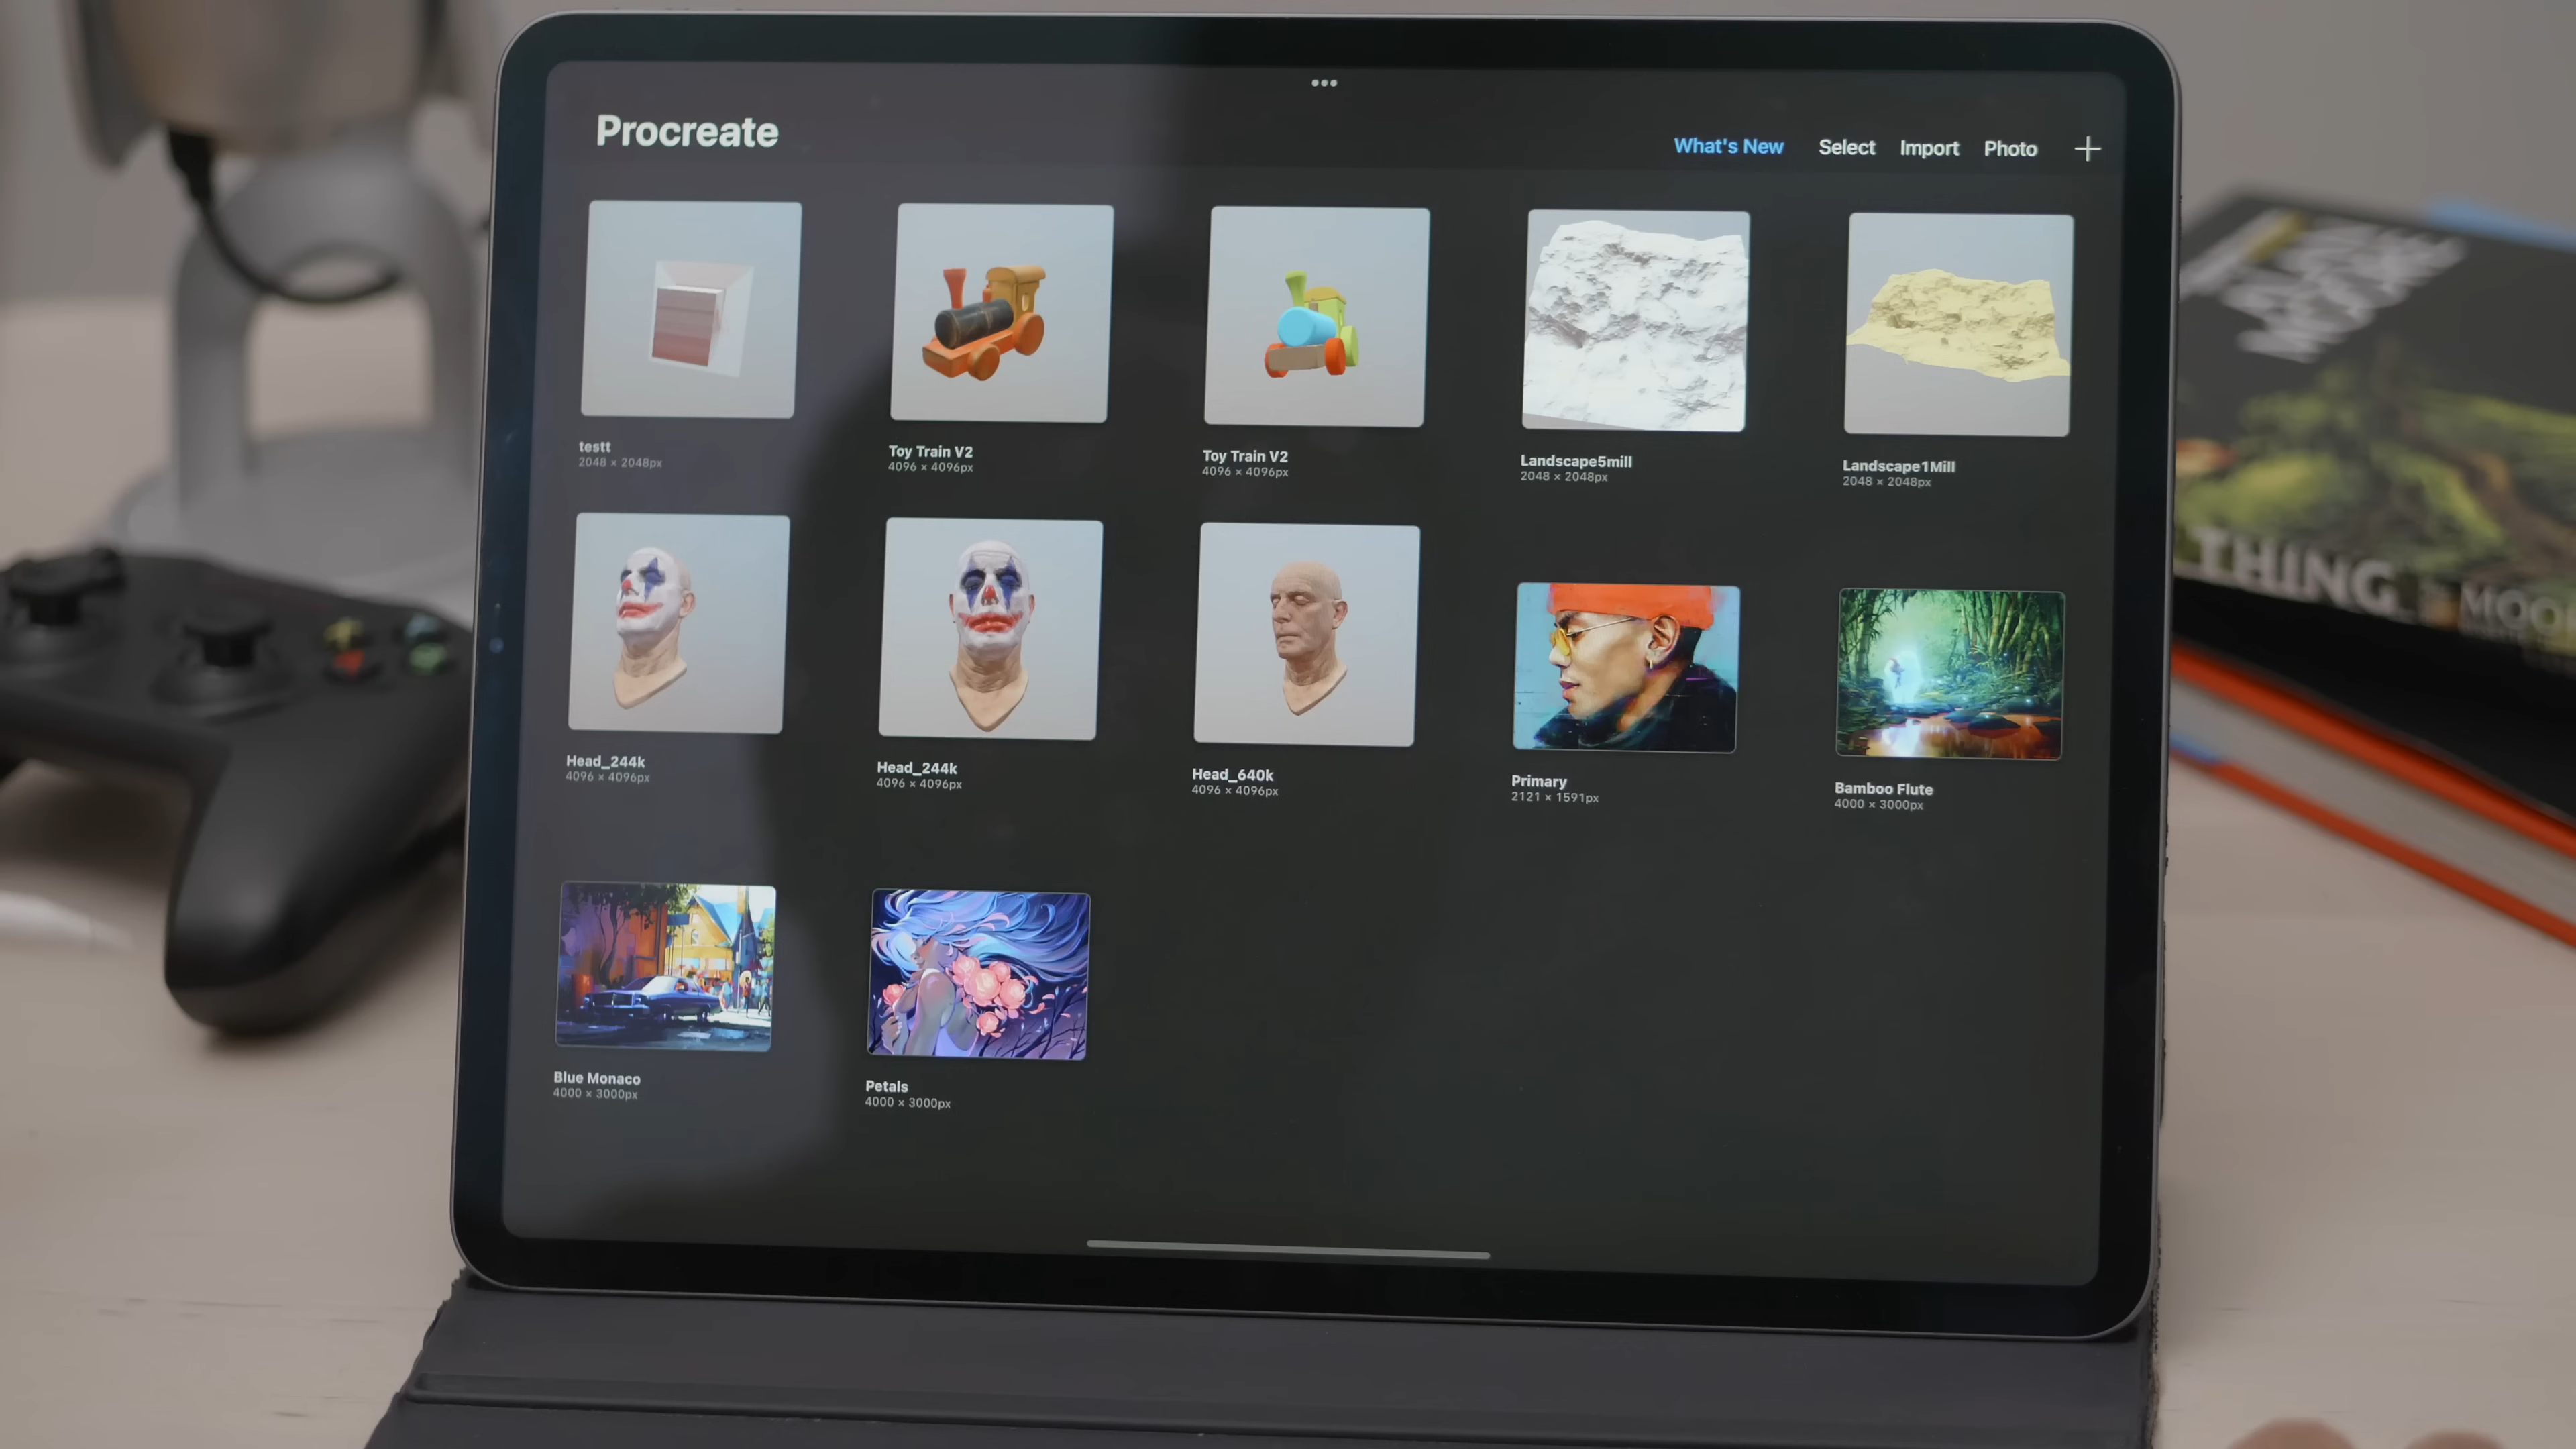 Procreate
What's New Select Import Photo
testt
2048 × 2048px
Toy Train V2
4096 × 4096px
Toy Train V2
4096 × 4096px
Landscape5mill
2048 × 2048px
Landscape1Mill
2048 × 2048px
Head_244k
4096 × 4096px
Head_244k
4096 × 4096px
Head_640k
4096 × 4096px
Primary
2121 × 1591px
Bamboo Flute
4000 × 3000px
Blue Monaco
4000 × 3000px
Petals
4000 × 3000px
THING